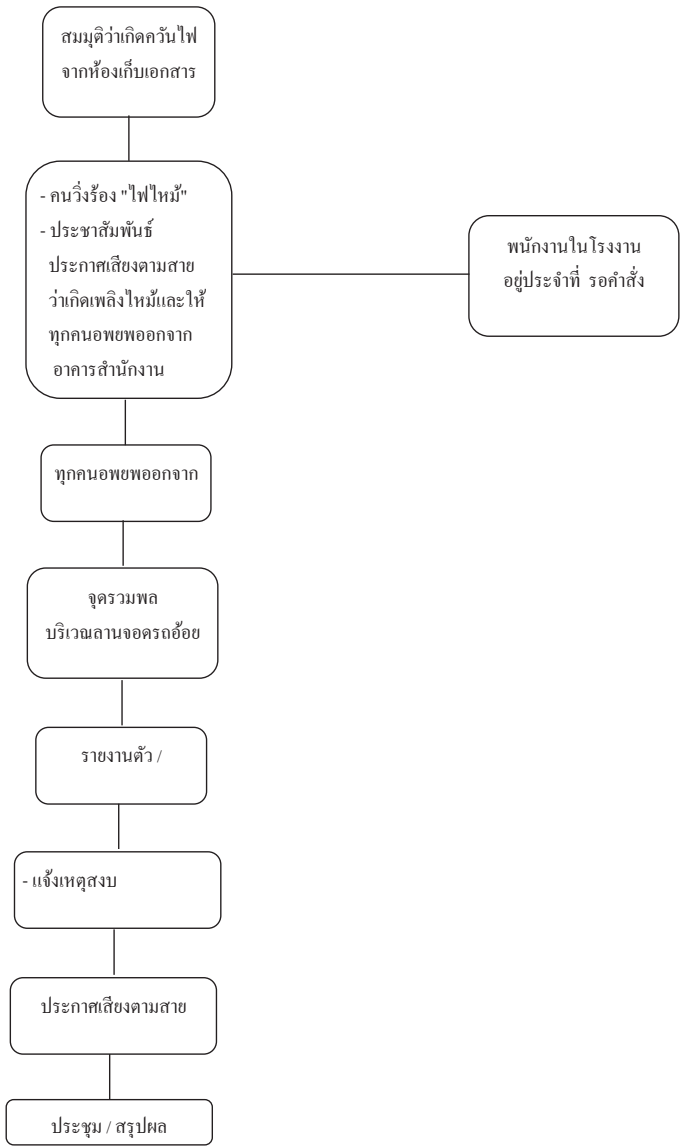 สมมุติว่าเกิดควันไฟ
จากห้องเก็บเอกสาร
- คนวิ่งร้อง "ไฟไหม้"
- ประชาสัมพันธ์
ประกาศเสียงตามสาย
ว่าเกิดเพลิงไหม้และให้
ทุกคนอพยพออกจาก
อาคารสำนักงาน
พนักงานในโรงงาน
อยู่ประจำที่ รอคำสั่ง
ทุกคนอพยพออกจาก
จุดรวมพล
บริเวณลานจอดรถอ้อย
รายงานตัว /
- แจ้งเหตุสงบ
ประกาศเสียงตามสาย
ประชุม / สรุปผล